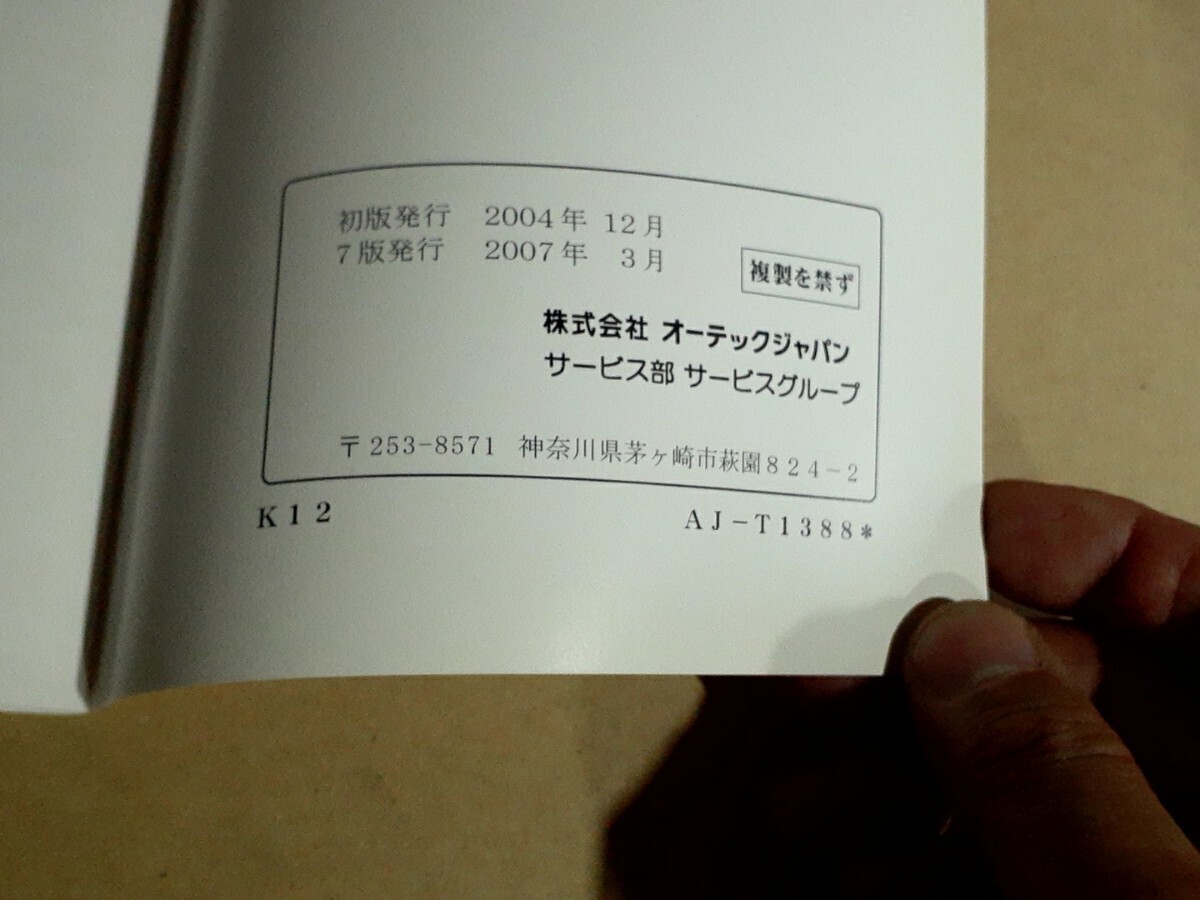 初版発行 2004年 12月
7版発行 2007年 3月
複製を禁ず
株式会社 オーテックジャパン
サービス部 サービスグループ
〒253-8571 神奈川県茅ヶ崎市萩園824-2
K12
AJ-T1388*